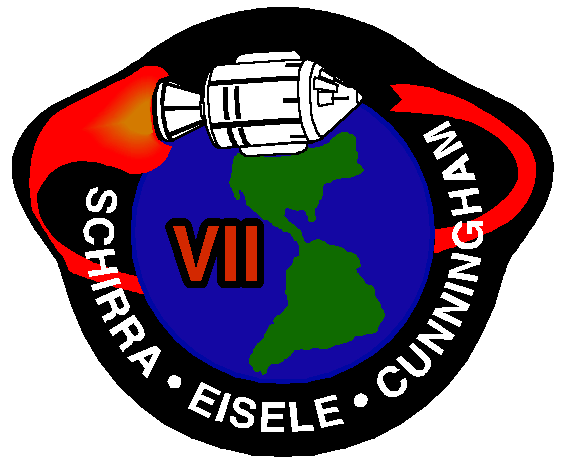 VII
SCHIRRA • EISELE • CUNNINGHAM